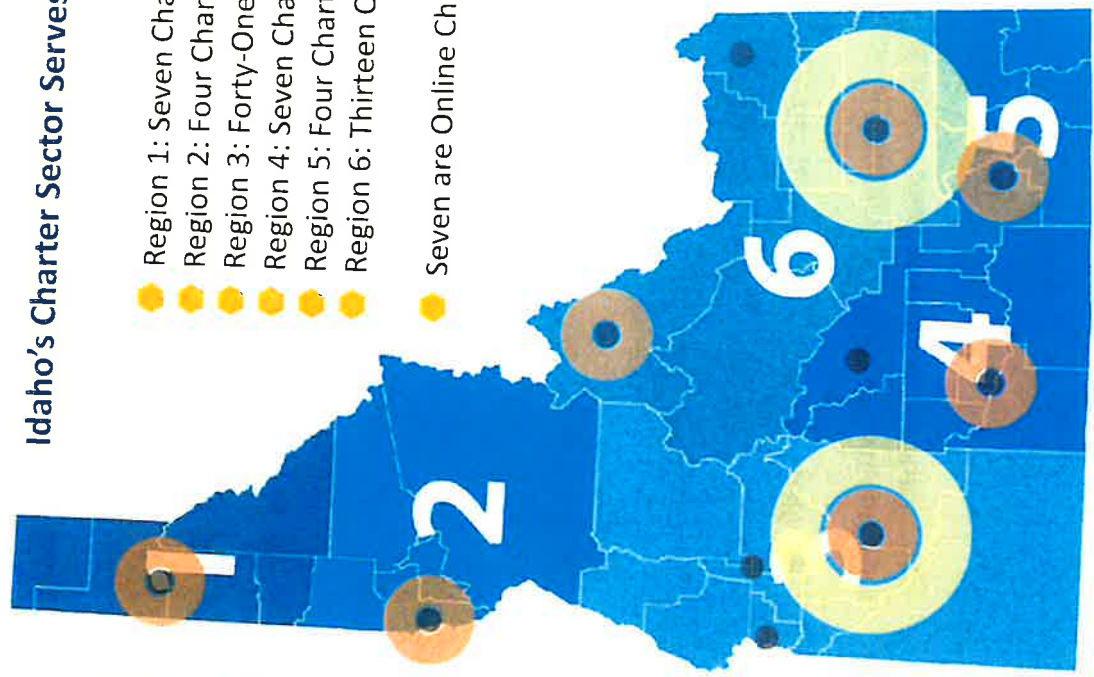 Idaho's Charter Sector Serves
Region 1: Seven Cha
Region 2: Four Char
Region 3: Forty-One
Region 4: Seven Cha
Region 5: Four Char
Region 6: Thirteen C
Seven are Online Ch
1
2
6
4
5